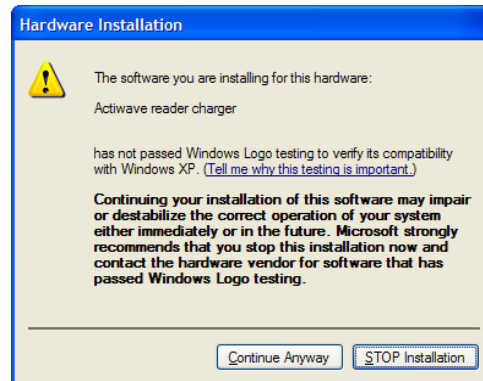 Hardware Installation
The software you are installing for this hardware:
Actiwave reader charger
has not passed Windows Logo testing to verify its compatibility
with Windows XP. (Tell me why this testing is important.)
Continuing your installation of this software may impair
or destabilize the correct operation of your system
either immediately or in the future. Microsoft strongly
recommends that you stop this installation now and
contact the hardware vendor for software that has
passed Windows Logo testing.
Continue Anyway STOP Installation